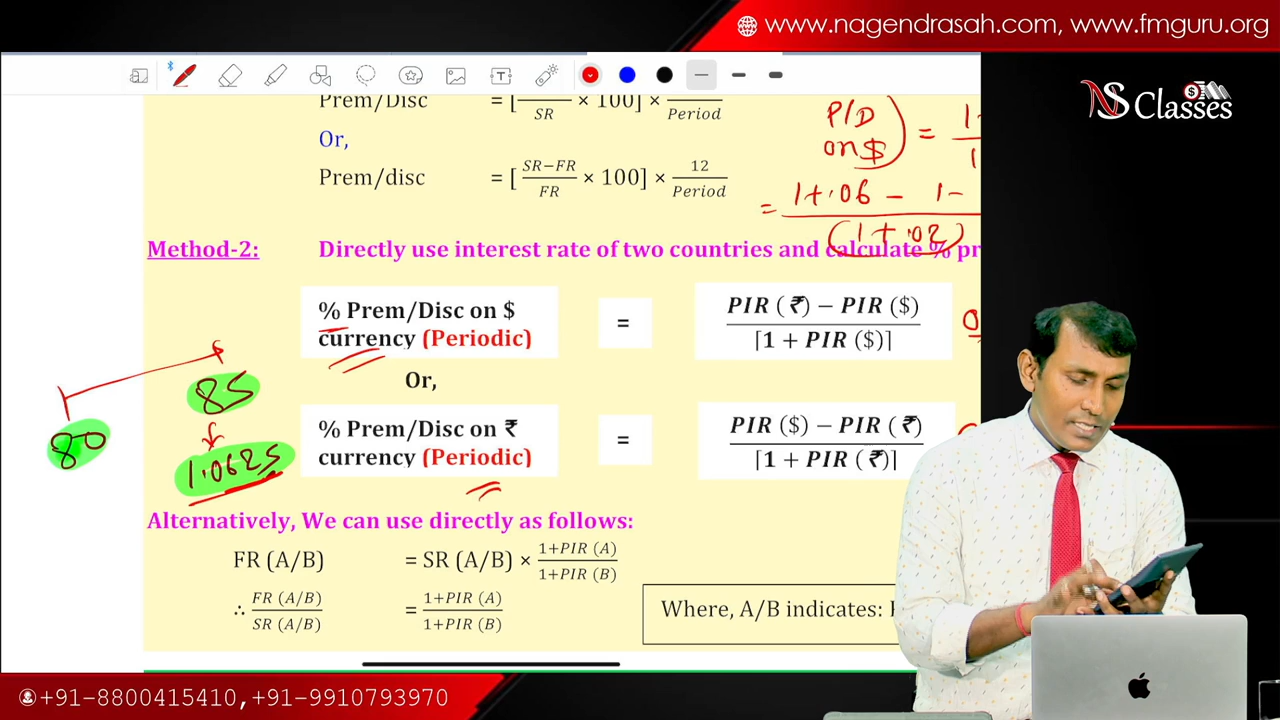 www.nagendrasah.com, www.fmguru.org
NS Classes
Prem/Disc = [ / SR × 100] × / Period
Or,
Prem/disc = [ SR−FR / FR × 100] × 12 / Period
P/D on $ ) = 1- / 1
= 1+.06 - 1- / (1+.02)
Method-2: Directly use interest rate of two countries and calculate % pr
% Prem/Disc on $ currency (Periodic) = PIR (₹) − PIR ($) / [1 + PIR ($)]
Or,
85
80
1.0625
% Prem/Disc on ₹ currency (Periodic) = PIR ($) − PIR (₹) / [1 + PIR (₹)]
Alternatively, We can use directly as follows:
FR (A/B) = SR (A/B) × 1+PIR (A) / 1+PIR (B)
∴ FR (A/B) / SR (A/B) = 1+PIR (A) / 1+PIR (B)
Where, A/B indicates:
+91-8800415410,+91-9910793970